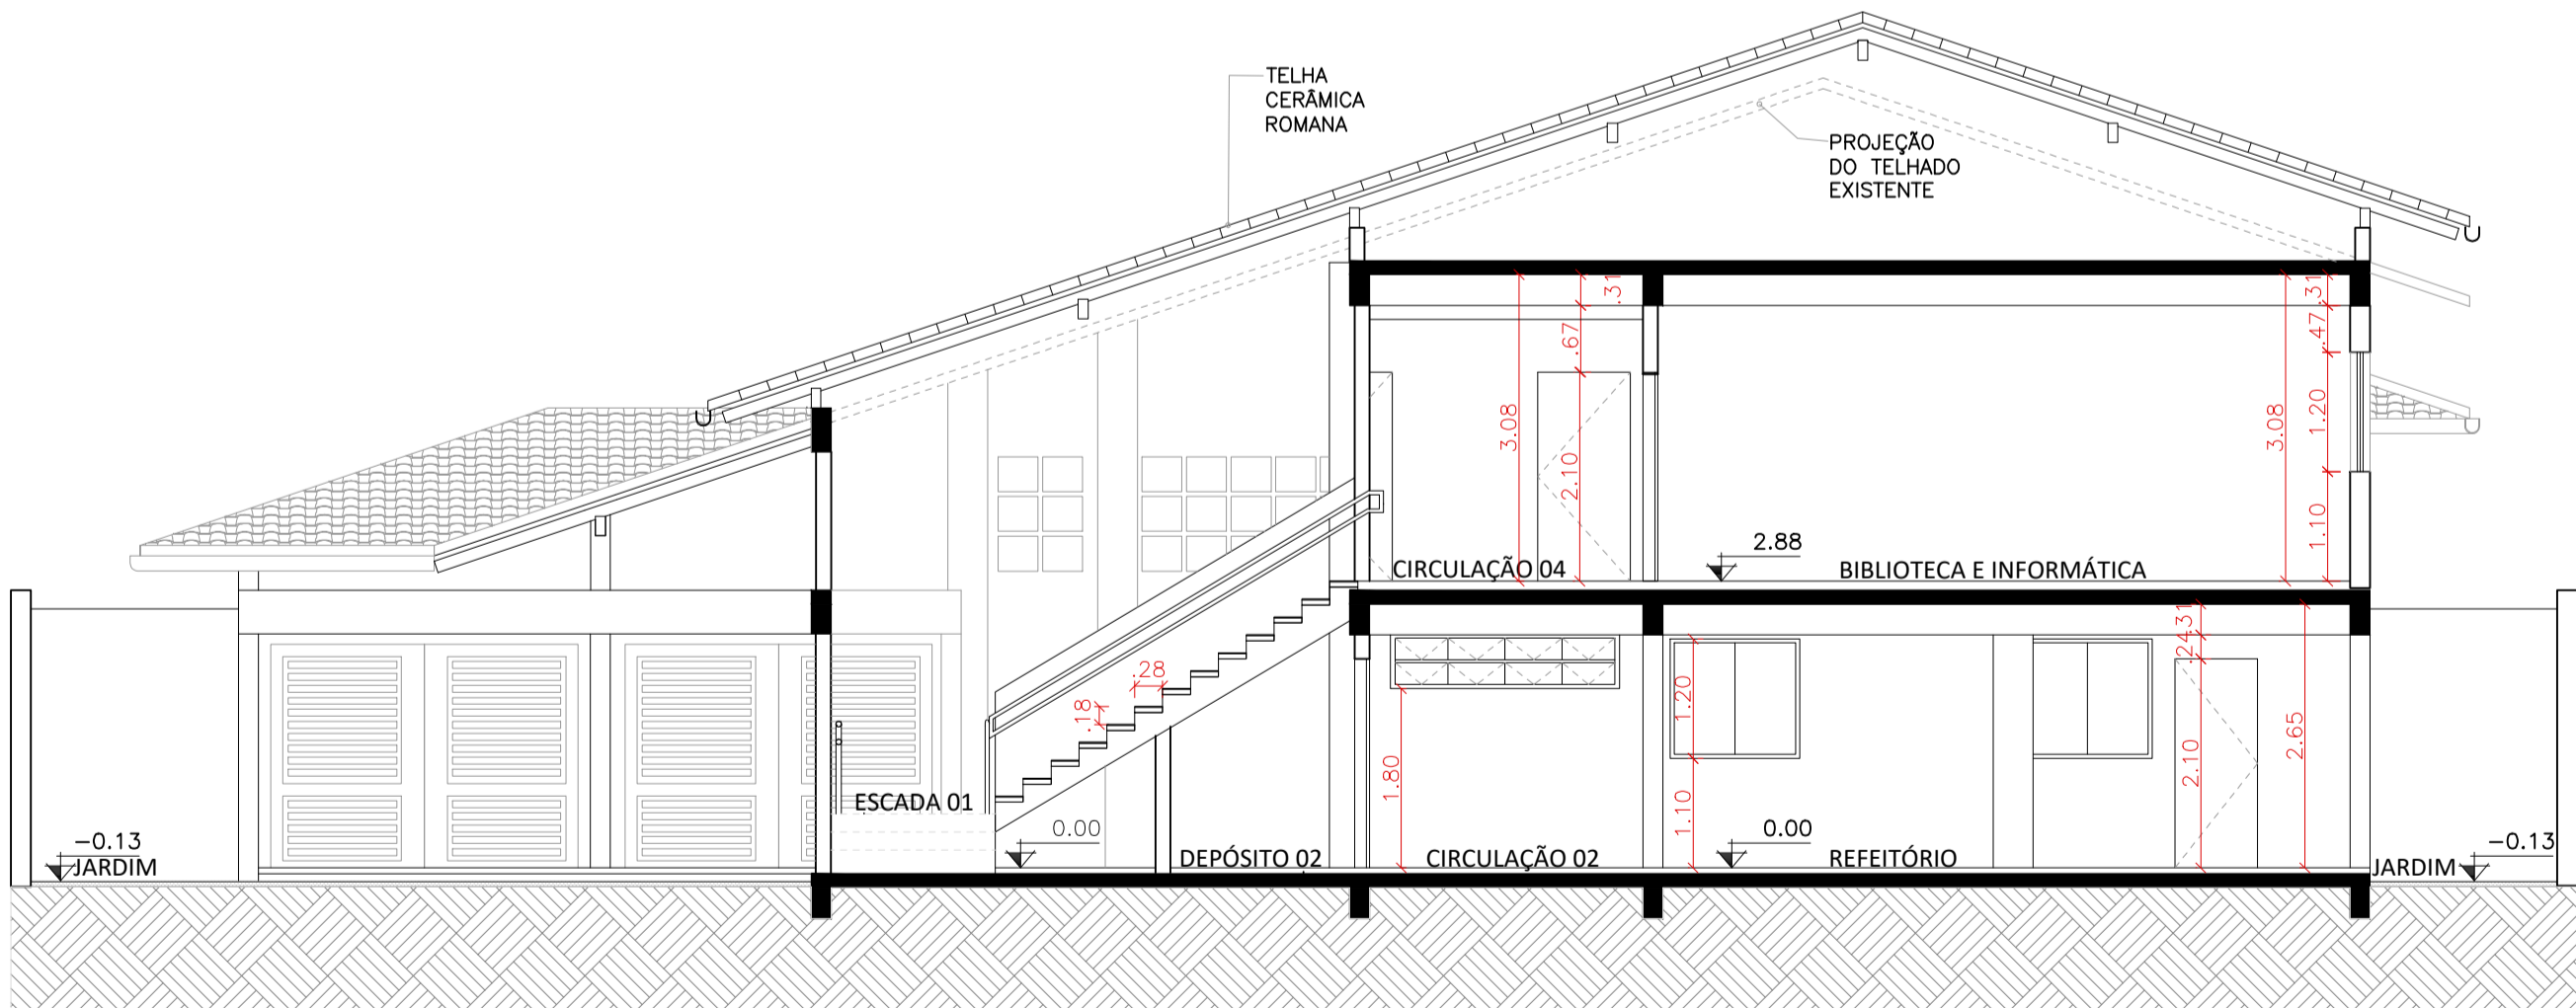 TELHA
CERÂMICA
ROMANA
PROJEÇÃO
DO TELHADO
EXISTENTE
.31
.31
.67
.47
3.08
2.10
3.08
1.20
1.10
2.88
CIRCULAÇÃO 04
BIBLIOTECA E INFORMÁTICA
.31
.24
.28
.18
1.20
1.80
1.10
2.10
2.65
ESCADA 01
−0.13
JARDIM
0.00
DEPÓSITO 02
CIRCULAÇÃO 02
0.00
REFEITÓRIO
−0.13
JARDIM